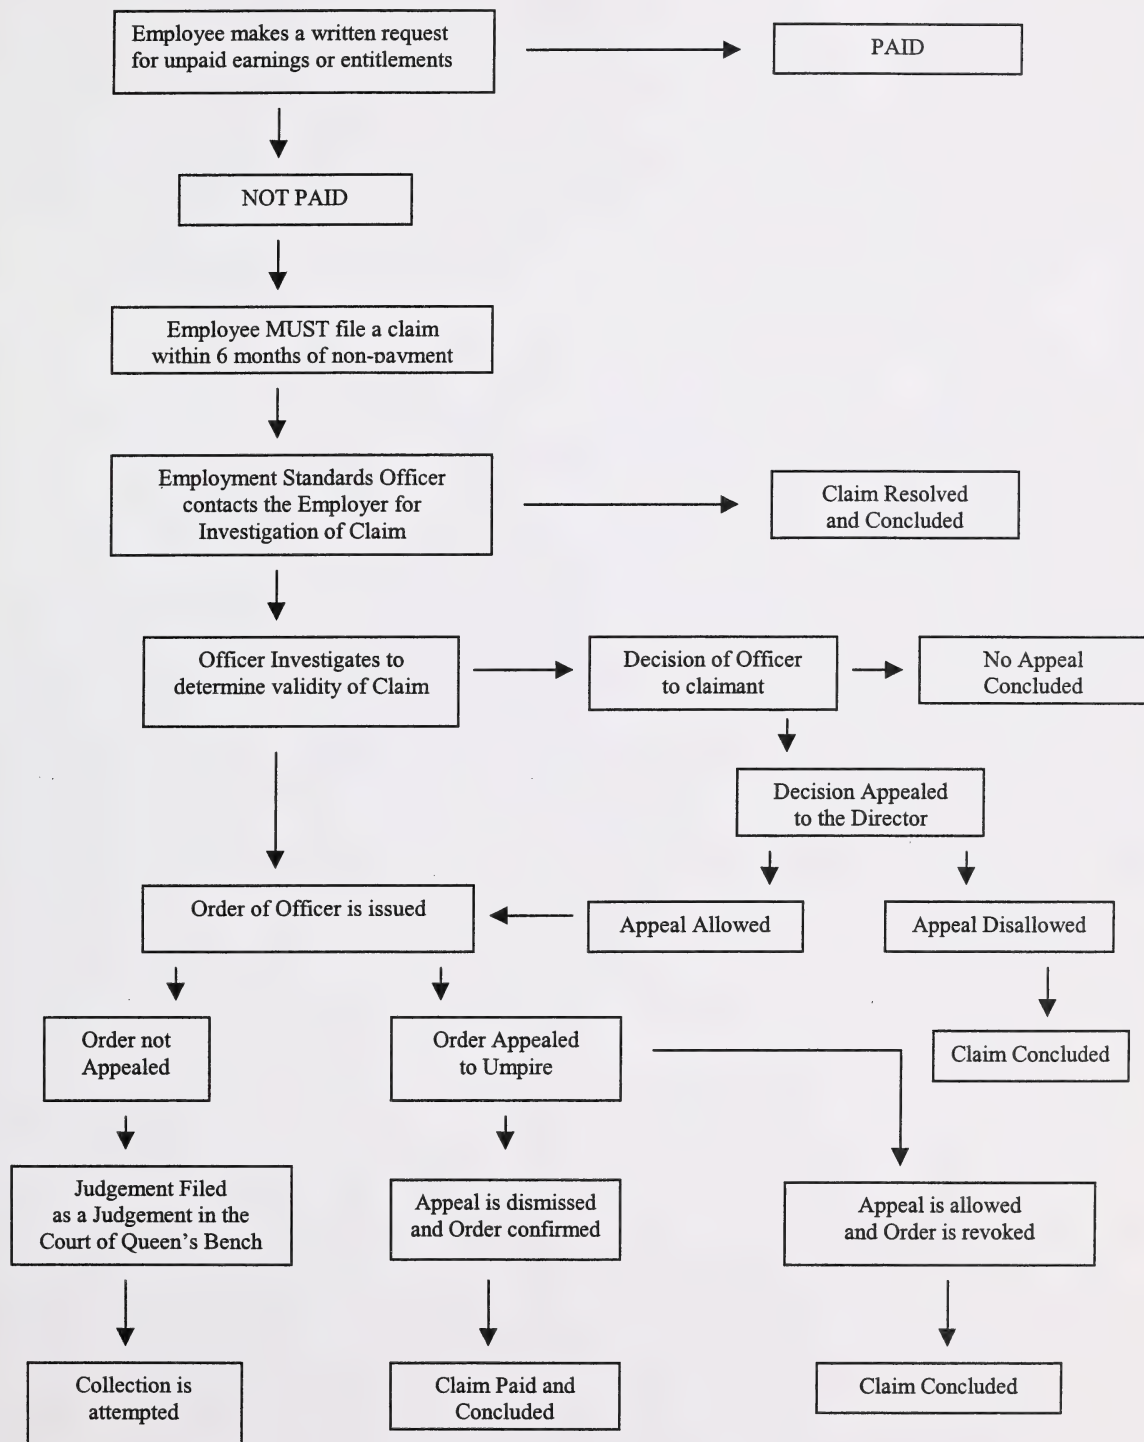 Employee makes a written request
for unpaid earnings or entitlements
PAID
NOT PAID
Employee MUST file a claim
within 6 months of non-payment
Employment Standards Officer
contacts the Employer for
Investigation of Claim
Claim Resolved
and Concluded
Officer Investigates to
determine validity of Claim
Decision of Officer
to claimant
No Appeal
Concluded
Decision Appealed
to the Director
Order of Officer is issued
Appeal Allowed
Appeal Disallowed
Order not
Appealed
Order Appealed
to Umpire
Claim Concluded
Judgement Filed
as a Judgement in the
Court of Queen's Bench
Appeal is dismissed
and Order confirmed
Appeal is allowed
and Order is revoked
Collection is
attempted
Claim Paid and
Concluded
Claim Concluded